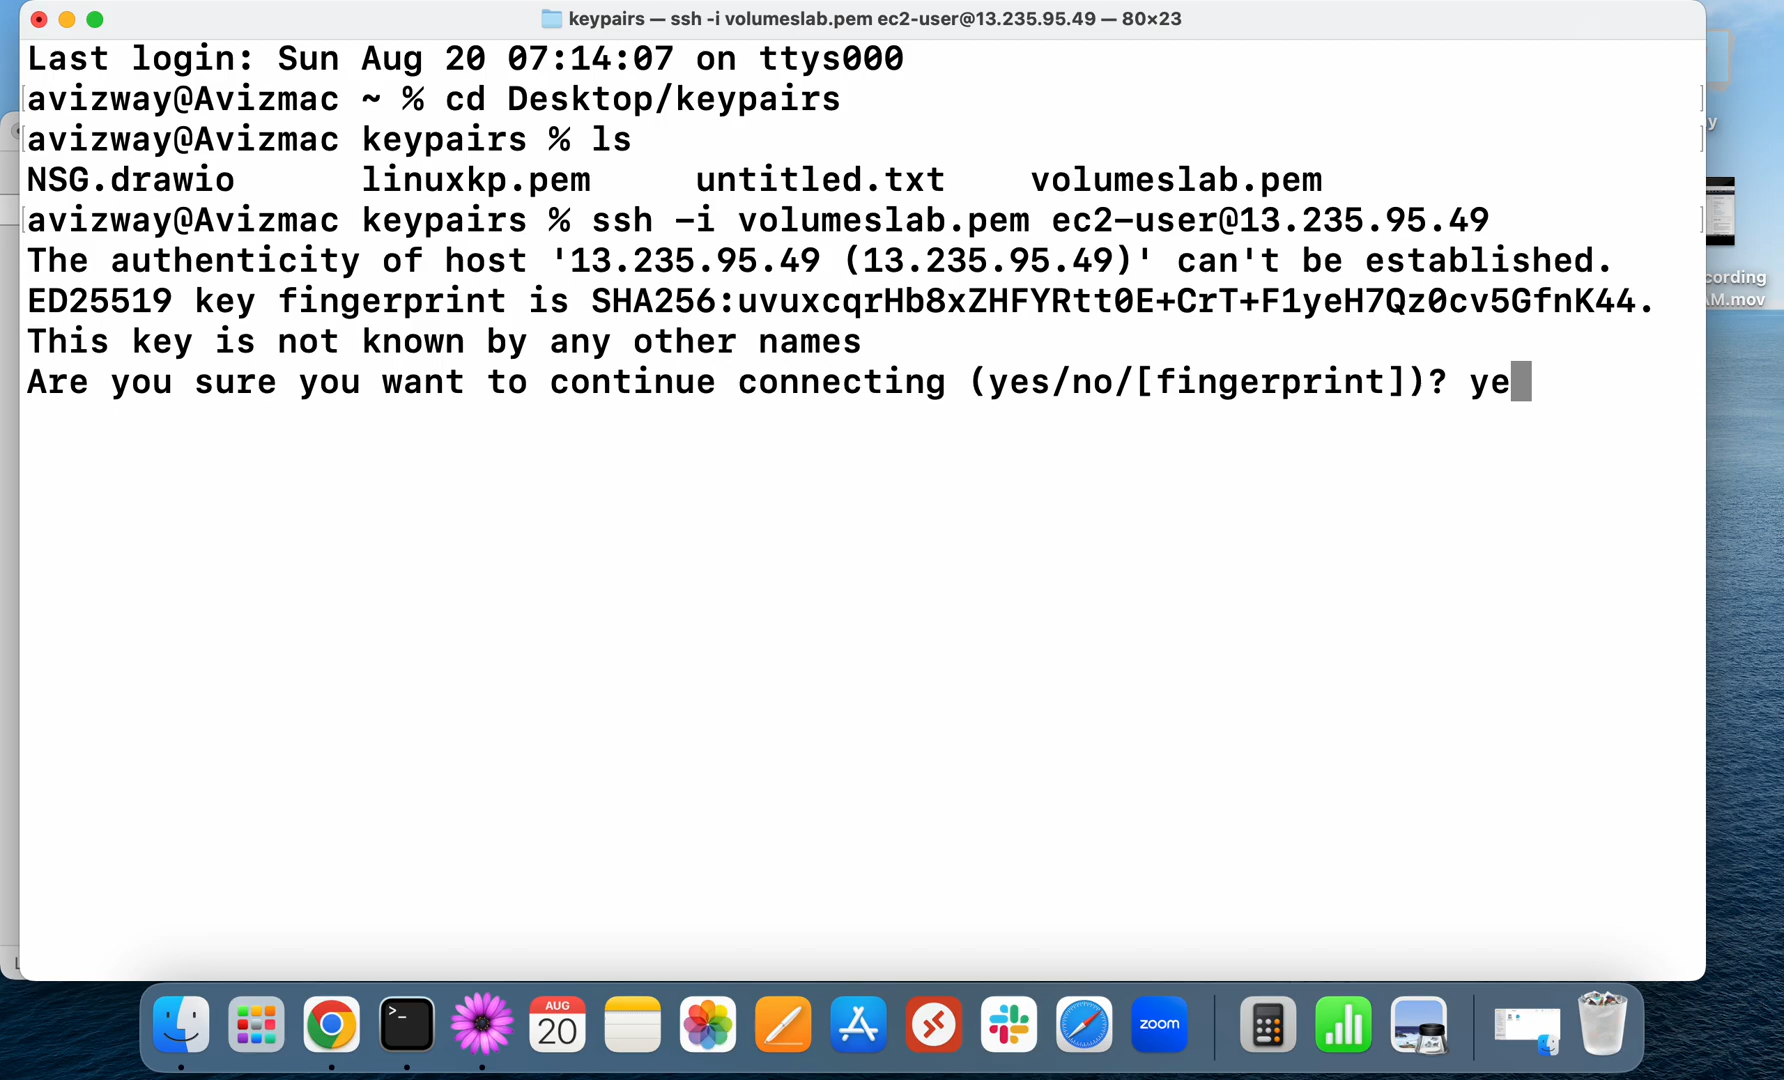 keypairs — ssh -i volumeslab.pem ec2-user@13.235.95.49 — 80×23
Last login: Sun Aug 20 07:14:07 on ttys000
avizway@Avizmac ~ % cd Desktop/keypairs
avizway@Avizmac keypairs % ls
NSG.drawio linuxkp.pem untitled.txt volumeslab.pem
avizway@Avizmac keypairs % ssh -i volumeslab.pem ec2-user@13.235.95.49
The authenticity of host '13.235.95.49 (13.235.95.49)' can't be established.
ED25519 key fingerprint is SHA256:uvuxcqrHb8xZHFYRtt0E+CrT+F1yeH7Qz0cv5GfnK44.
This key is not known by any other names
Are you sure you want to continue connecting (yes/no/[fingerprint])? ye
y
cording
AM.mov
L
>_
AUG
20
zoom